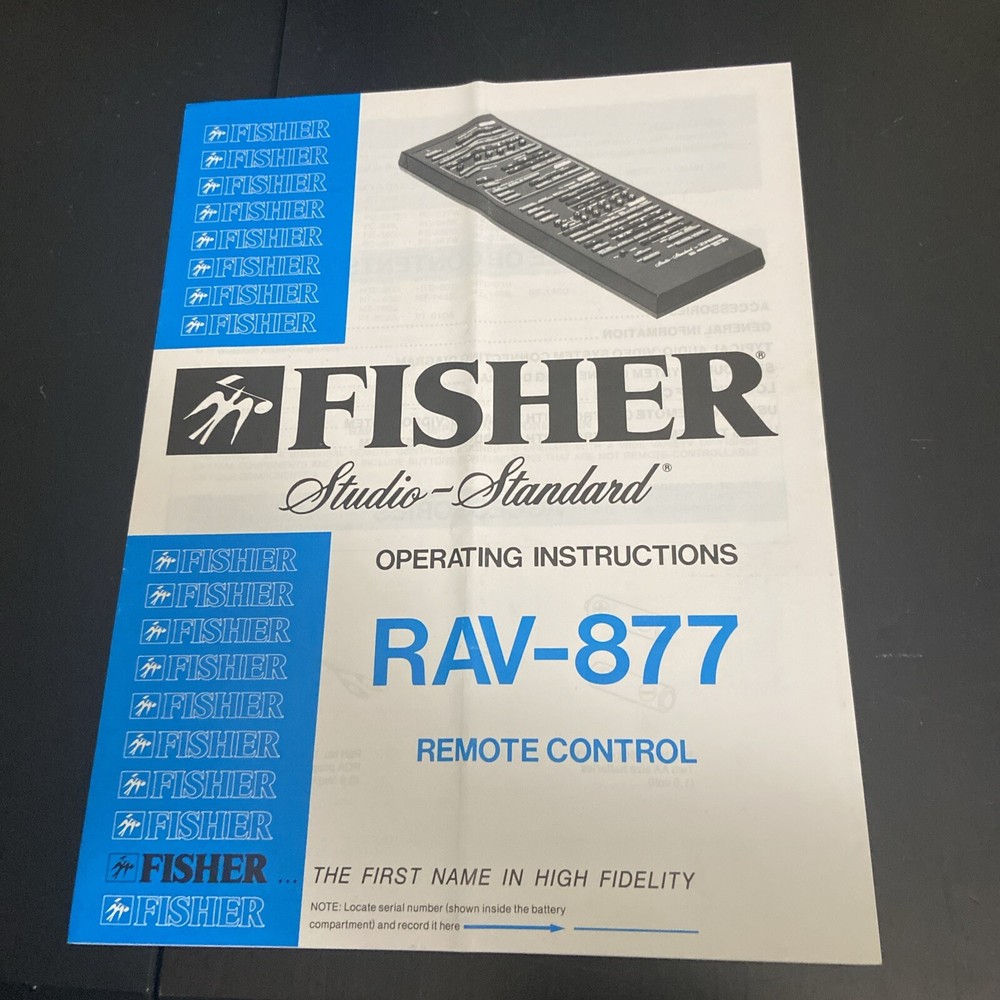 FISHER
FISHER
FISHER
FISHER
FISHER
FISHER
FISHER
FISHER
FISHER®
Studio-Standard®
OPERATING INSTRUCTIONS
RAV-877
REMOTE CONTROL
FISHER
FISHER
FISHER
FISHER
FISHER
FISHER
FISHER
FISHER
FISHER ... THE FIRST NAME IN HIGH FIDELITY
FISHER
NOTE: Locate serial number (shown inside the battery
compartment) and record it here